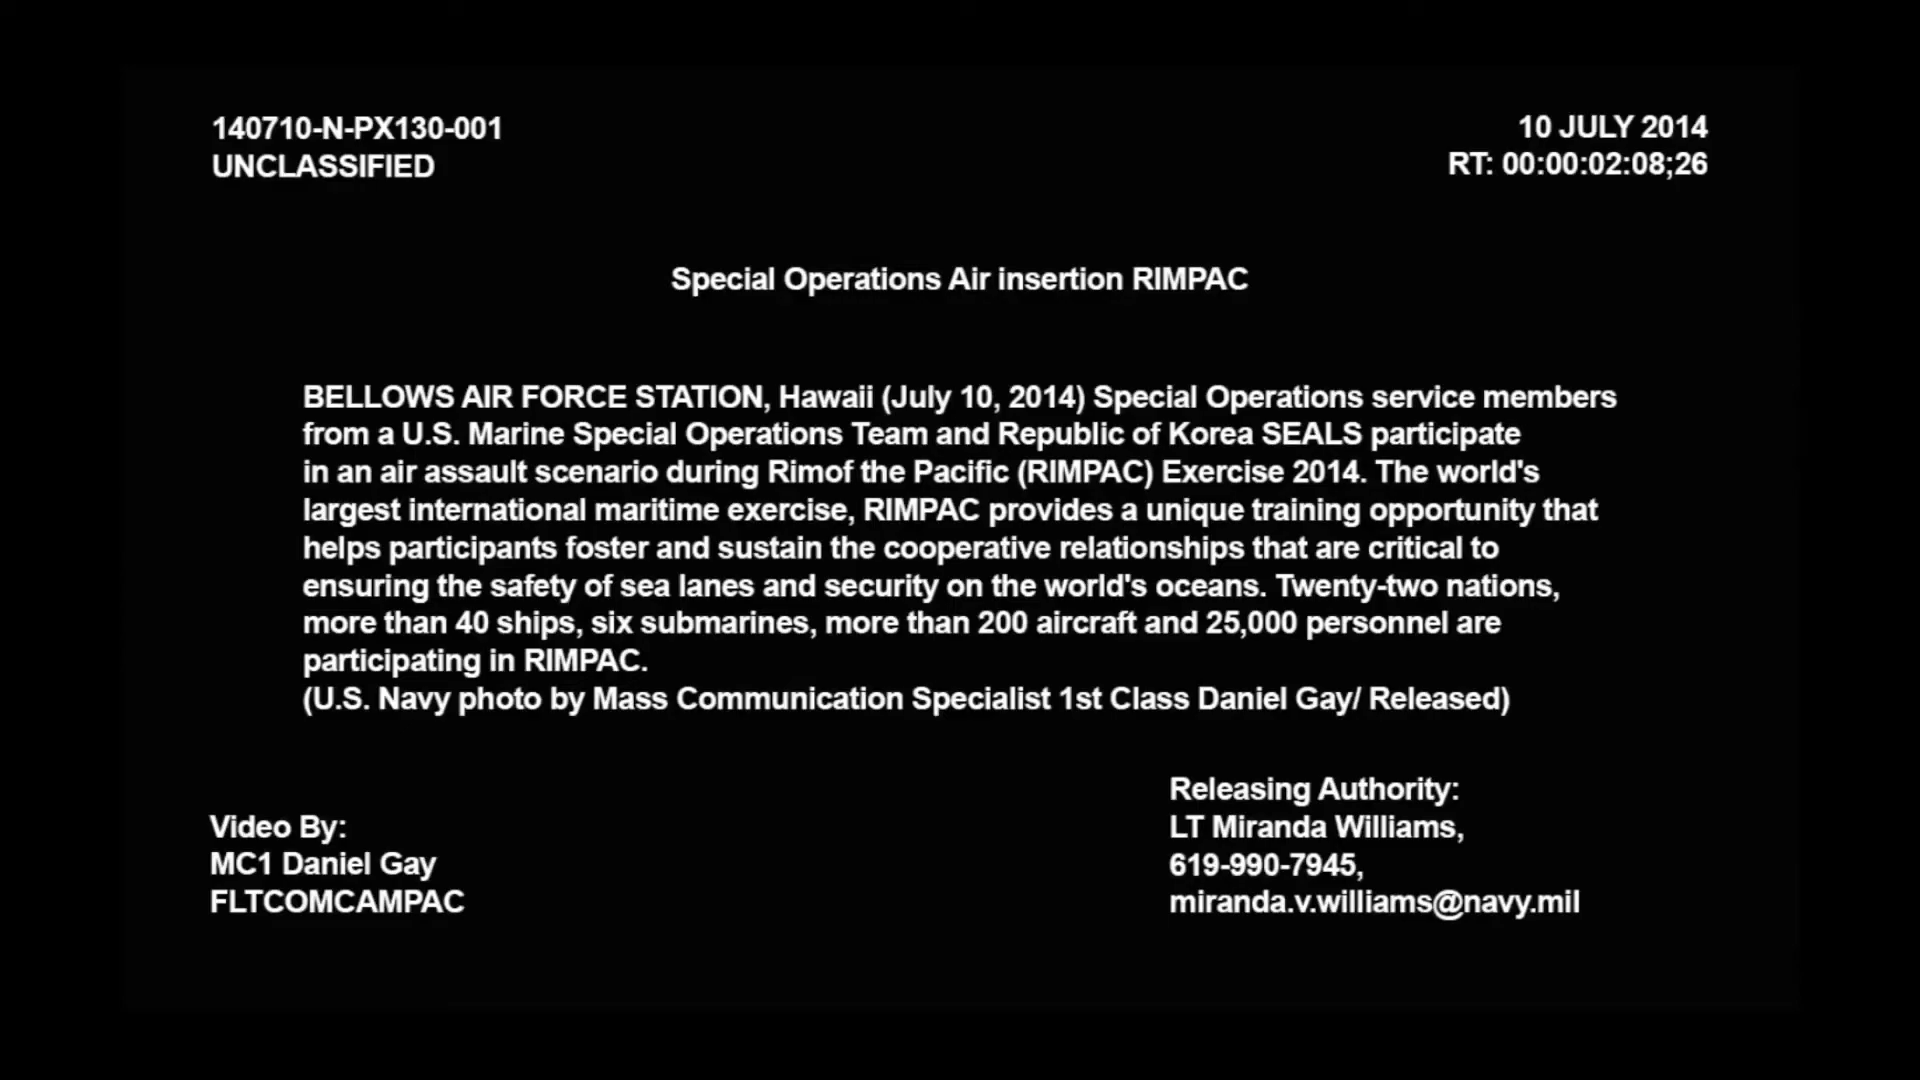 140710-N-PX130-001
UNCLASSIFIED
10 JULY 2014
RT: 00:00:02:08;26
Special Operations Air insertion RIMPAC
BELLOWS AIR FORCE STATION, Hawaii (July 10, 2014) Special Operations service members
from a U.S. Marine Special Operations Team and Republic of Korea SEALS participate
in an air assault scenario during Rimof the Pacific (RIMPAC) Exercise 2014. The world's
largest international maritime exercise, RIMPAC provides a unique training opportunity that
helps participants foster and sustain the cooperative relationships that are critical to
ensuring the safety of sea lanes and security on the world's oceans. Twenty-two nations,
more than 40 ships, six submarines, more than 200 aircraft and 25,000 personnel are
participating in RIMPAC.
(U.S. Navy photo by Mass Communication Specialist 1st Class Daniel Gay/ Released)
Video By:
MC1 Daniel Gay
FLTCOMCAMPAC
Releasing Authority:
LT Miranda Williams,
619-990-7945,
miranda.v.williams@navy.mil